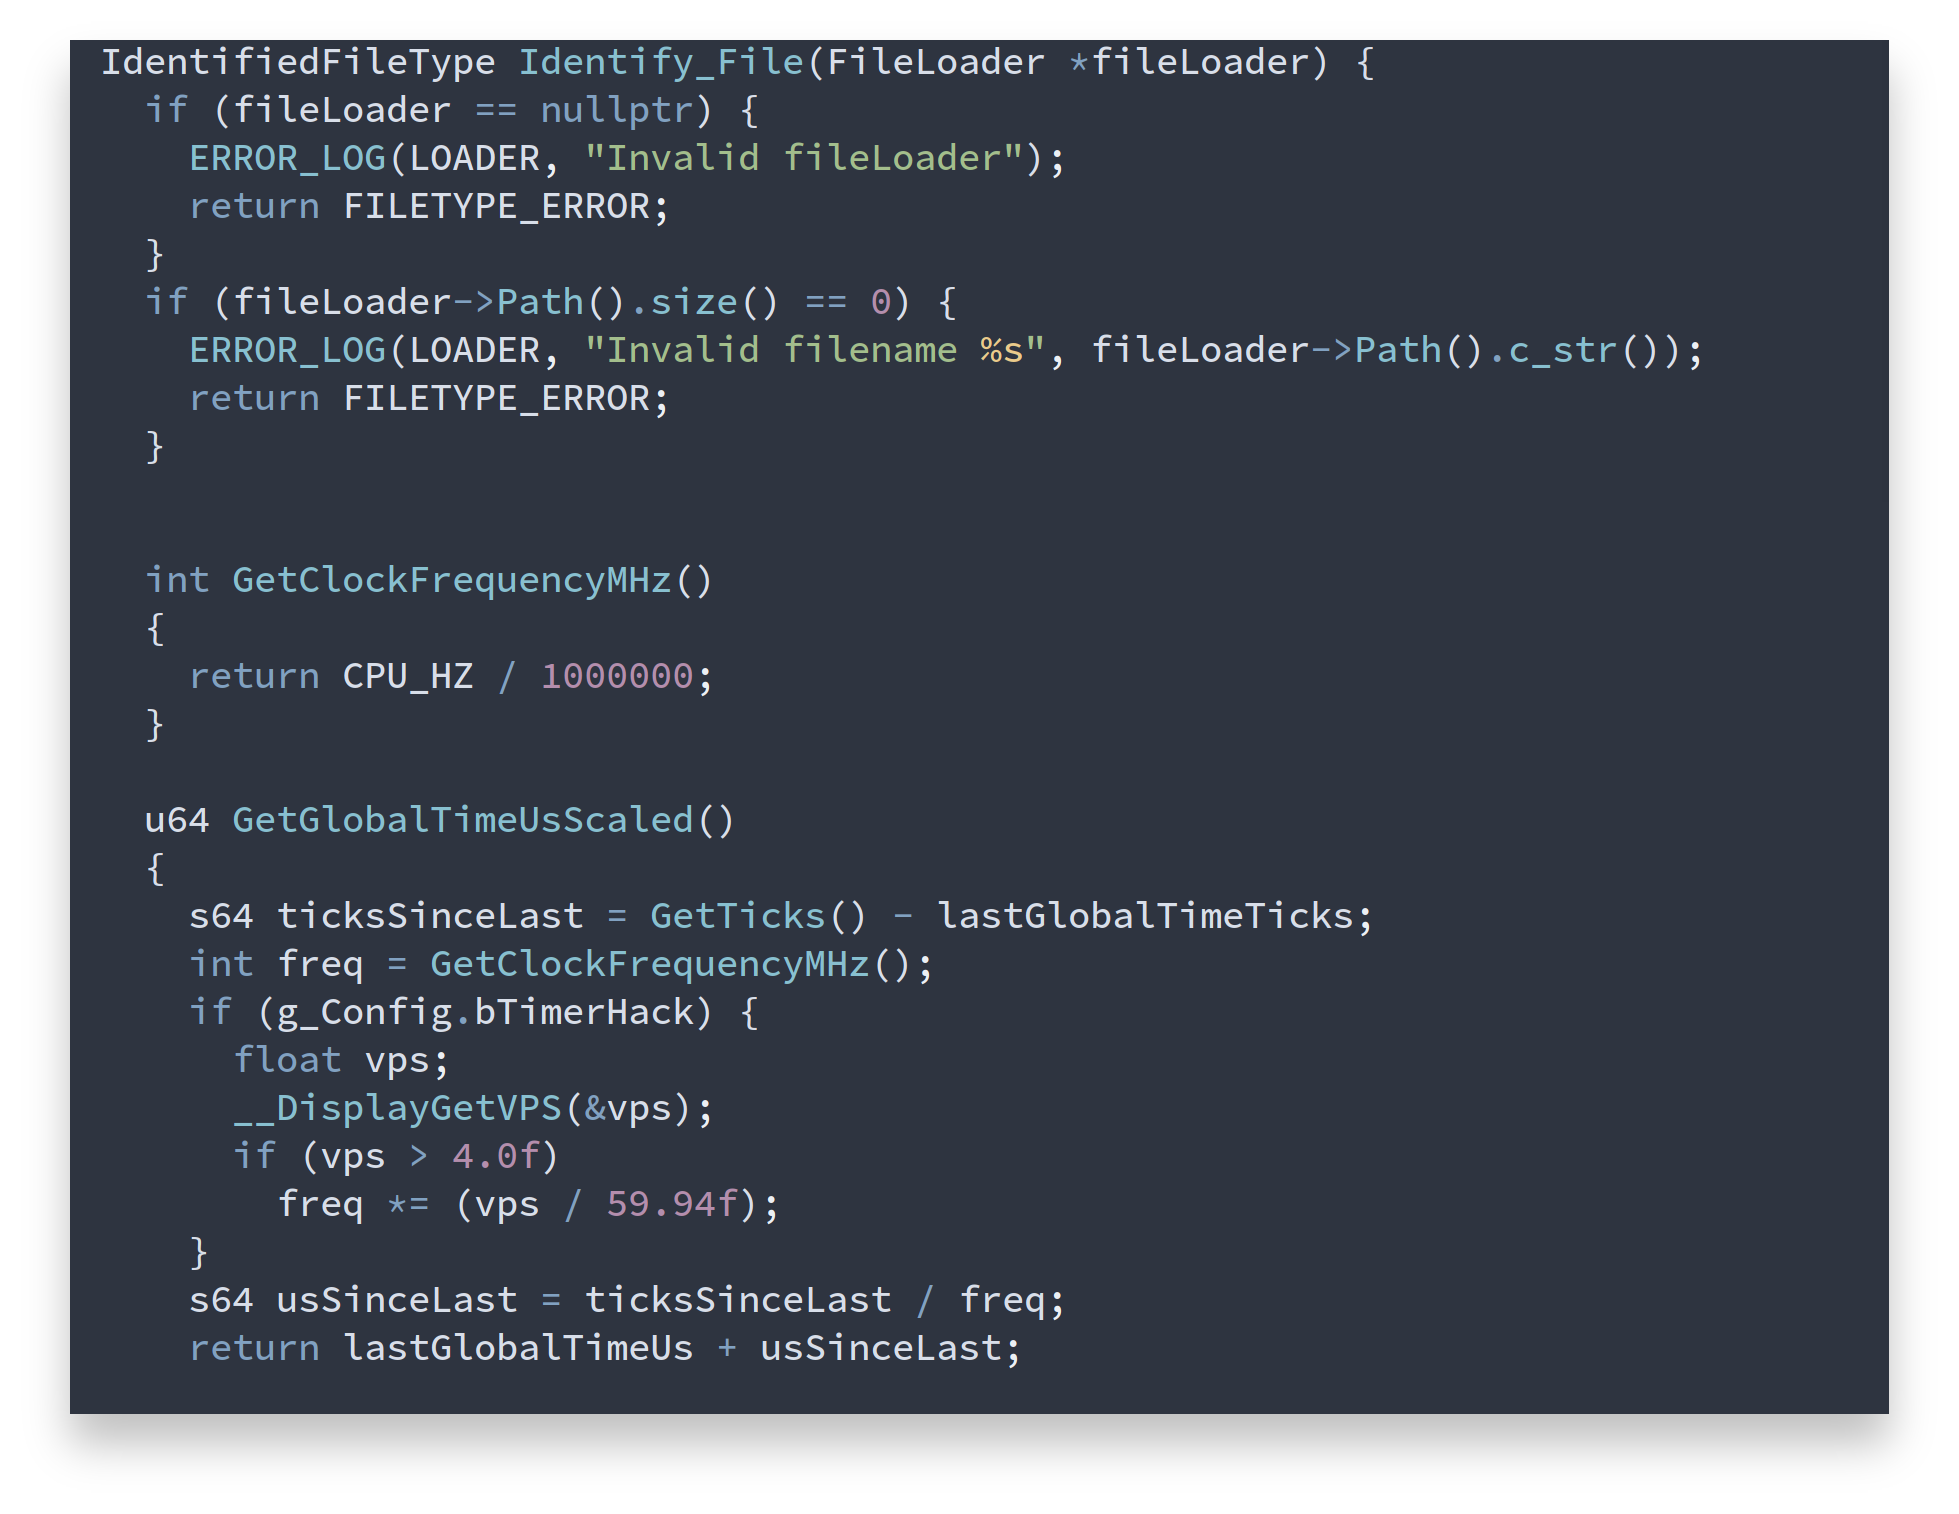 IdentifiedFileType Identify_File(FileLoader *fileLoader) {
  if (fileLoader == nullptr) {
    ERROR_LOG(LOADER, "Invalid fileLoader");
    return FILETYPE_ERROR;
  }
  if (fileLoader->Path().size() == 0) {
    ERROR_LOG(LOADER, "Invalid filename %s", fileLoader->Path().c_str());
    return FILETYPE_ERROR;
  }
  int GetClockFrequencyMHz()
  {
    return CPU_HZ / 1000000;
  }
  u64 GetGlobalTimeUsScaled()
  {
    s64 ticksSinceLast = GetTicks() - lastGlobalTimeTicks;
    int freq = GetClockFrequencyMHz();
    if (g_Config.bTimerHack) {
      float vps;
      __DisplayGetVPS(&vps);
      if (vps > 4.0f)
        freq *= (vps / 59.94f);
    }
    s64 usSinceLast = ticksSinceLast / freq;
    return lastGlobalTimeUs + usSinceLast;